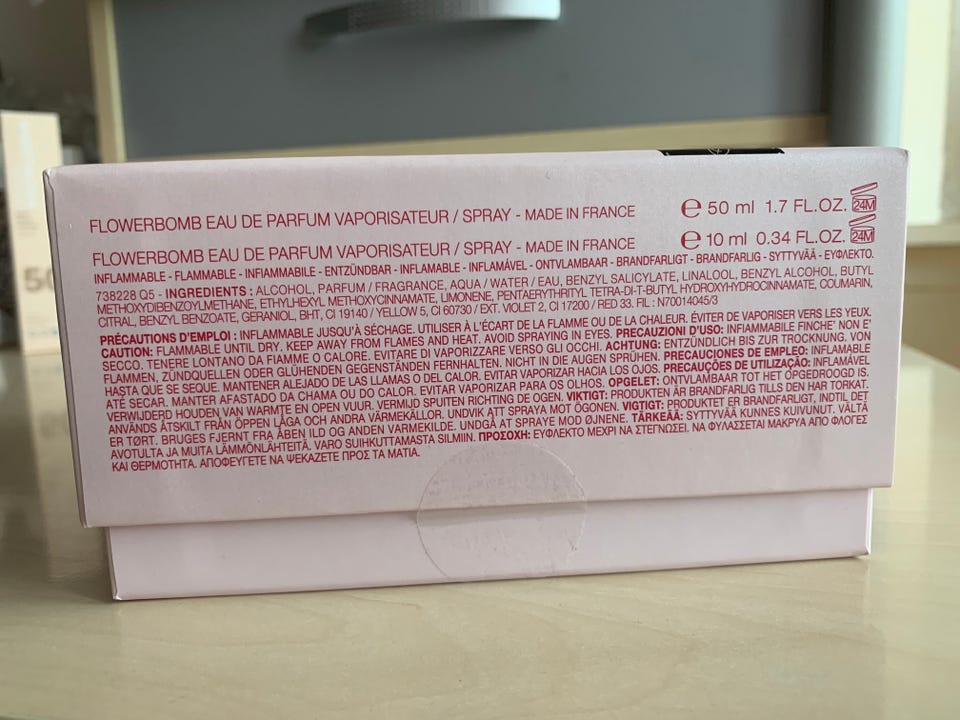 FLOWERBOMB EAU DE PARFUM VAPORISATEUR / SPRAY - MADE IN FRANCE ℮ 50 ml 1.7 FL.OZ. 24M
FLOWERBOMB EAU DE PARFUM VAPORISATEUR / SPRAY - MADE IN FRANCE ℮ 10 ml 0.34 FL.OZ. 24M
INFLAMMABLE - FLAMMABLE - INFIAMMABILE - ENTZÜNDBAR - INFLAMABLE - INFLAMÁVEL - ONTVLAMBAAR - BRANDFARLIGT - BRANDFARLIG - SYTTYVÄÄ - ΕΥΦΛΕΚΤΟ.
738228 Q5 - INGREDIENTS : ALCOHOL, PARFUM / FRAGRANCE, AQUA / WATER / EAU, BENZYL SALICYLATE, LINALOOL, BENZYL ALCOHOL, BUTYL
METHOXYDIBENZOYLMETHANE, ETHYLHEXYL METHOXYCINNAMATE, LIMONENE, PENTAERYTHRITYL TETRA-DI-T-BUTYL HYDROXYHYDROCINNAMATE, COUMARIN,
CITRAL, BENZYL BENZOATE, GERANIOL, BHT, CI 19140 / YELLOW 5, CI 60730 / EXT. VIOLET 2, CI 17200 / RED 33. FIL : N70014045/3
PRÉCAUTIONS D'EMPLOI : INFLAMMABLE JUSQU'À SÉCHAGE. UTILISER À L'ÉCART DE LA FLAMME OU DE LA CHALEUR. ÉVITER DE VAPORISER VERS LES YEUX.
CAUTION: FLAMMABLE UNTIL DRY. KEEP AWAY FROM FLAMES AND HEAT. AVOID SPRAYING IN EYES. PRECAUZIONI D'USO: INFIAMMABILE FINCHE' NON E'
SECCO. TENERE LONTANO DA FIAMME O CALORE. EVITARE DI VAPORIZZARE VERSO GLI OCCHI. ACHTUNG: ENTZÜNDLICH BIS ZUR TROCKNUNG. VON
FLAMMEN, ZÜNDQUELLEN ODER GLÜHENDEN GEGENSTÄNDEN FERNHALTEN. NICHT IN DIE AUGEN SPRÜHEN. PRECAUCIONES DE EMPLEO: INFLAMABLE
HASTA QUE SE SEQUE. MANTENER ALEJADO DE LAS LLAMAS O DEL CALOR. EVITAR VAPORIZAR HACIA LOS OJOS. PRECAUÇÕES DE UTILIZAÇÃO: INFLAMÁVEL
ATÉ SECAR. MANTER AFASTADO DA CHAMA OU DO CALOR. EVITAR VAPORIZAR PARA OS OLHOS. OPGELET: ONTVLAMBAAR TOT HET OPGEDROOGD IS.
VERWIJDERD HOUDEN VAN WARMTE EN OPEN VUUR. VERMIJD SPUITTEN RICHTING DE OGEN. VIKTIGT: PRODUKTEN ÄR BRANDFARLIG TILLS DEN HAR TORKAT.
ANVÄNDS ÅTSKILT FRÅN ÖPPEN LÅGA OCH ANDRA VÄRMEKÄLLOR. UNDVIK ATT SPRAYA MOT ÖGONEN. VIGTIGT: PRODUKTET ER BRANDFARLIGT, INDTIL DET
ER TØRT. BRUGES FJERNT FRA ÅBEN ILD OG ANDEN VARMEKILDE. UNDGÅ AT SPRAYE MOD ØJNENE. TÄRKEÄÄ: SYTTYVÄÄ KUNNES KUIVUNUT. VÄLTÄ
AVOTULTA JA MUITA LÄMMÖNLÄHTEITÄ. VARO SUIHKUTTAMASTA SILMIIN. ΠΡΟΣΟΧΗ: ΕΥΦΛΕΚΤΟ ΜΕΧΡΙ ΝΑ ΣΤΕΓΝΩΣΕΙ. ΝΑ ΦΥΛΑΣΣΕΤΑΙ ΜΑΚΡΥΑ ΑΠΟ ΦΛΟΓΕΣ
ΚΑΙ ΘΕΡΜΟΤΗΤΑ. ΑΠΟΦΕΥΓΕΤΕ ΝΑ ΨΕΚΑΖΕΤΕ ΠΡΟΣ ΤΑ ΜΑΤΙΑ.